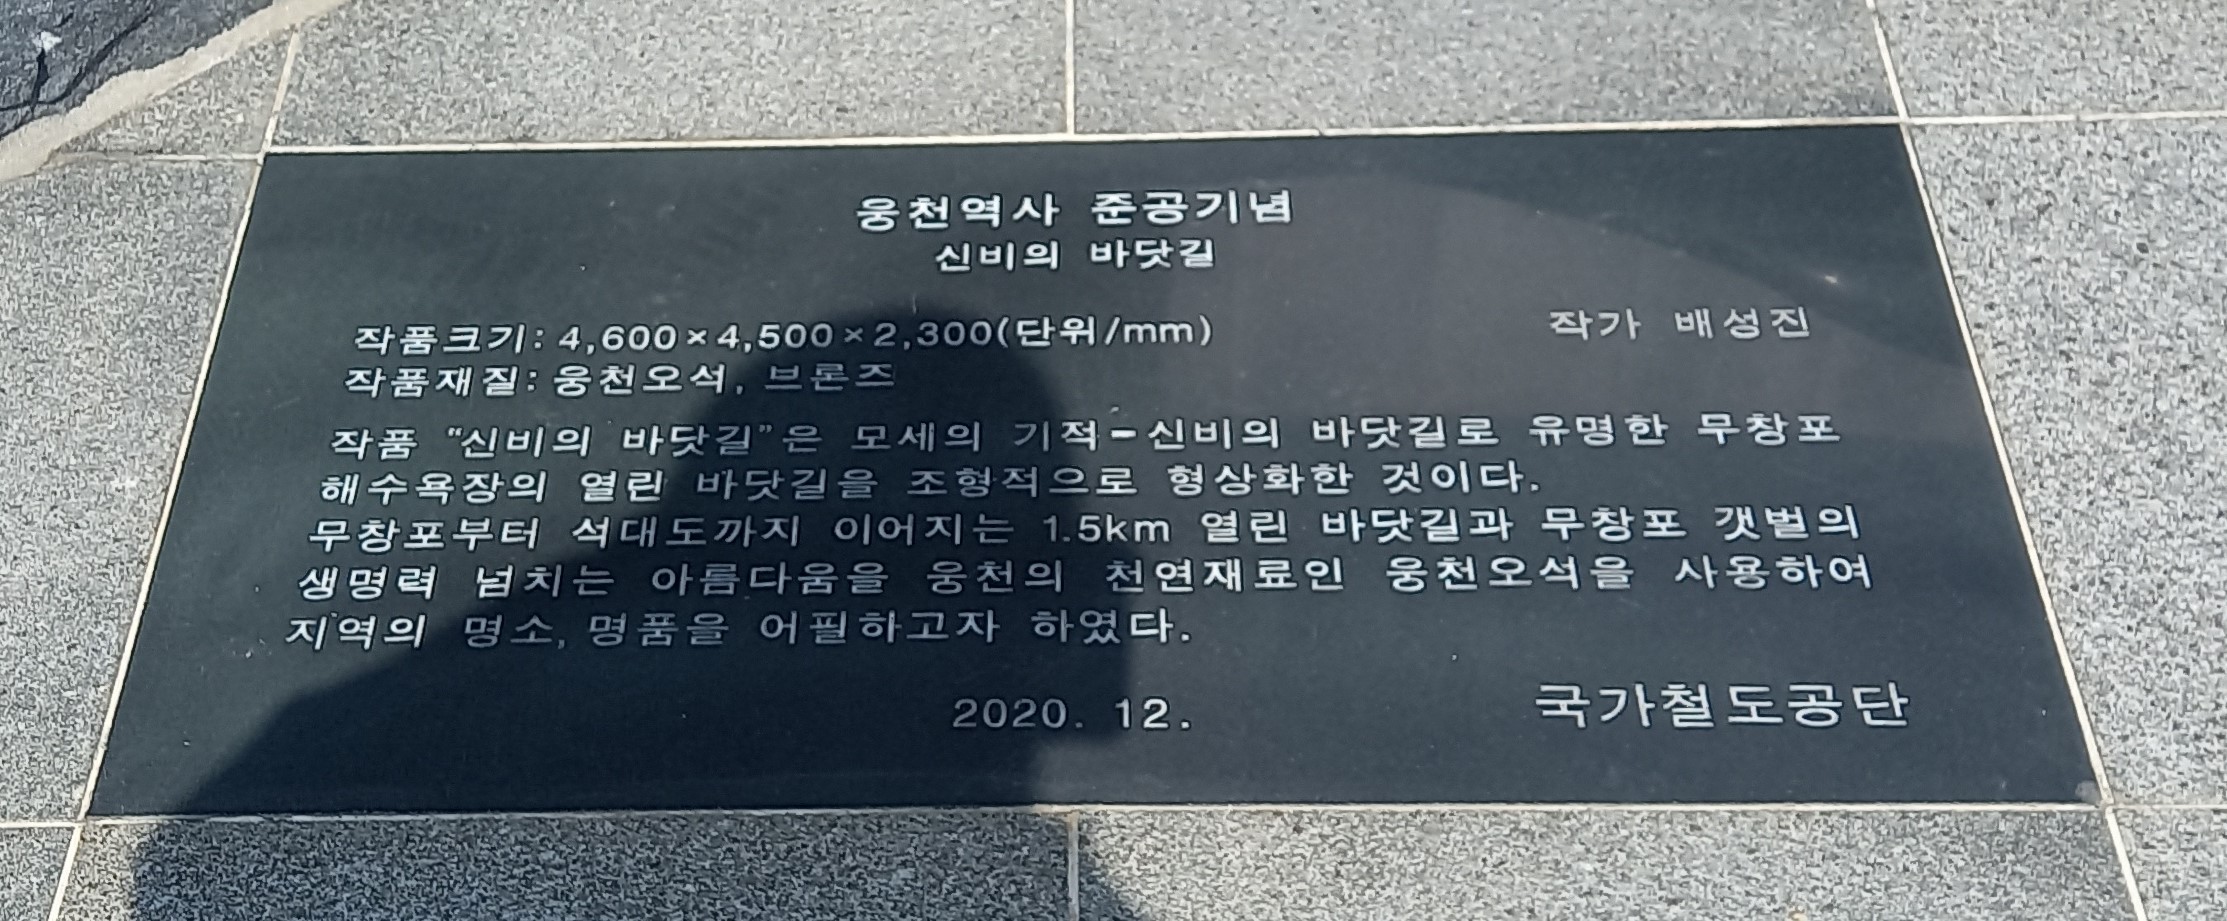 웅천역사 준공기념
신비의 바닷길
작품크기: 4,600×4,500×2,300(단위/mm)
작가 배성진
작품재질: 웅천오석, 브론즈
작품 “신비의 바닷길”은 모세의 기적-신비의 바닷길로 유명한 무창포
해수욕장의 열린 바닷길을 조형적으로 형상화한 것이다.
무창포부터 석대도까지 이어지는 1.5km 열린 바닷길과 무창포 갯벌의
생명력 넘치는 아름다움을 웅천의 천연재료인 웅천오석을 사용하여
지역의 명소, 명품을 어필하고자 하였다.
2020. 12.
국가철도공단